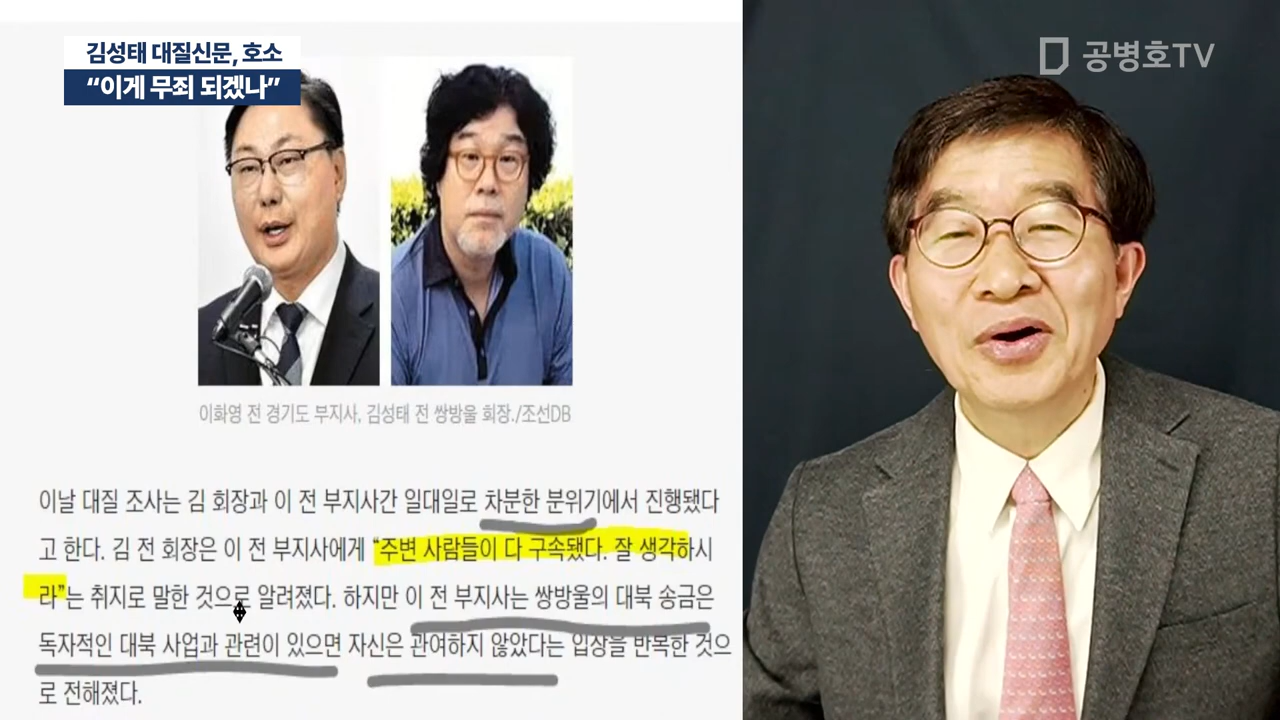 김성태 대질신문, 호소
“이게 무죄 되겠나”
공병호TV
이화영 전 경기도 부지사, 김성태 전 쌍방울 회장./조선DB
이날 대질 조사는 김 회장과 이 전 부지사간 일대일로 차분한 분위기에서 진행됐다
고 한다. 김 전 회장은 이 전 부지사에게 “주변 사람들이 다 구속됐다. 잘 생각하시
라”는 취지로 말한 것으로 알려졌다. 하지만 이 전 부지사는 쌍방울의 대북 송금은
독자적인 대북 사업과 관련이 있으면 자신은 관여하지 않았다는 입장을 반목한 것으
로 전해졌다.